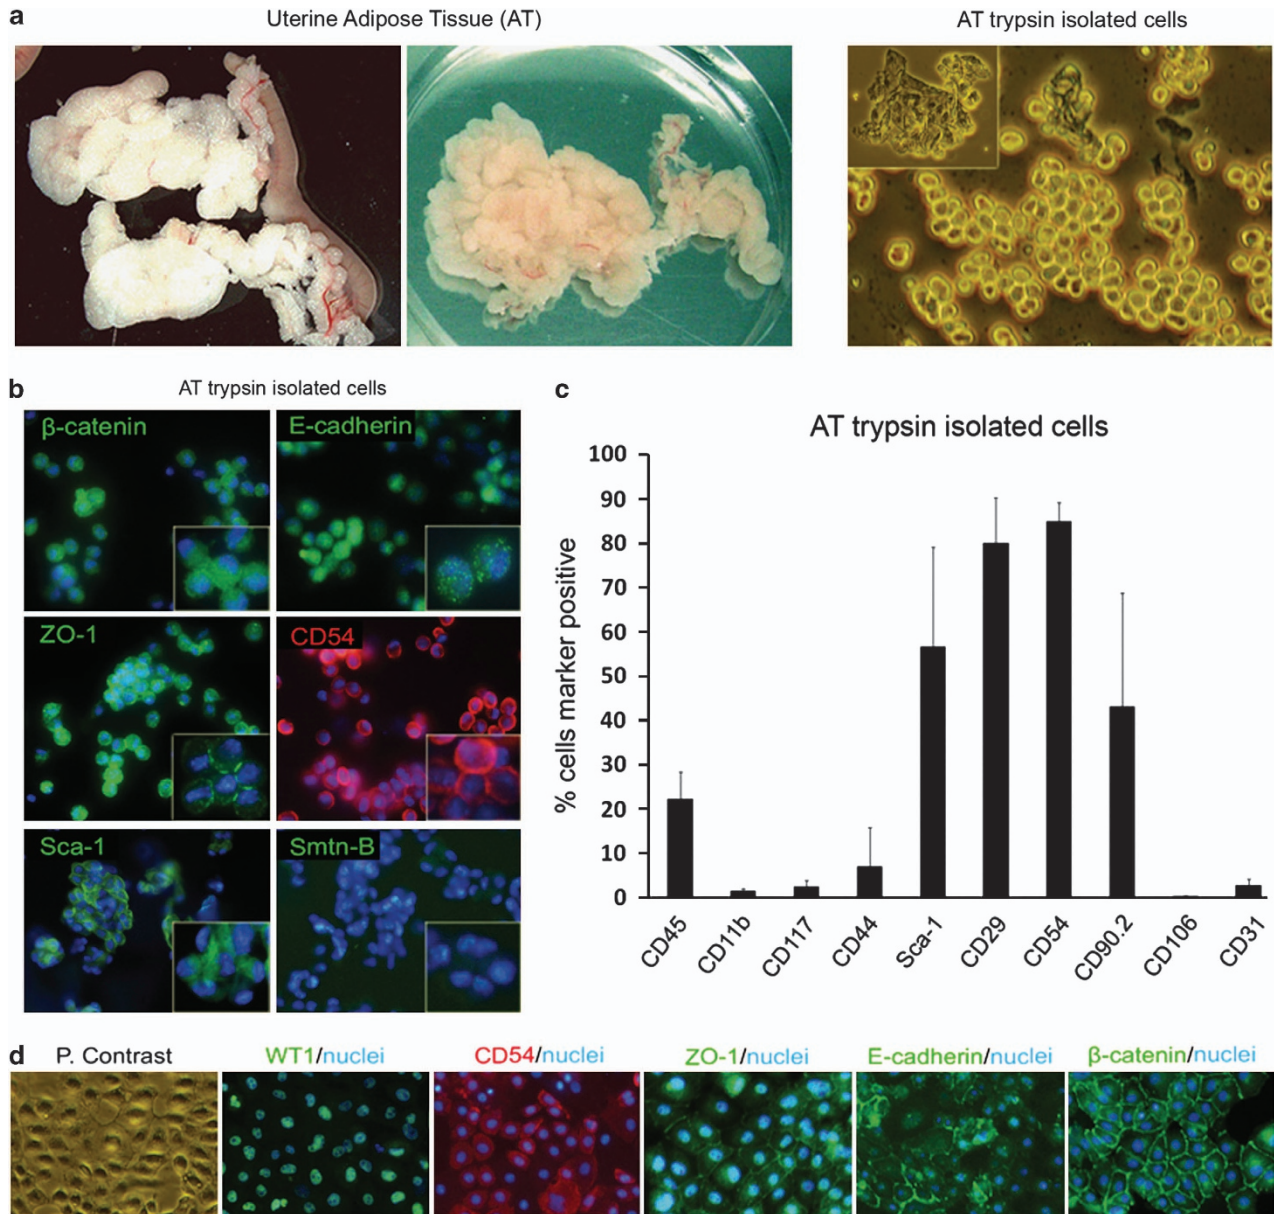 a
Uterine Adipose Tissue (AT)
AT trypsin isolated cells
b
AT trypsin isolated cells
β-catenin
E-cadherin
ZO-1
CD54
Sca-1
Smtn-B
c
AT trypsin isolated cells
% cells marker positive
100
90
80
70
60
50
40
30
20
10
0
CD45
CD11b
CD117
CD44
Sca-1
CD29
CD54
CD90.2
CD106
CD31
d
P. Contrast
WT1/nuclei
CD54/nuclei
ZO-1/nuclei
E-cadherin/nuclei
β-catenin/nuclei